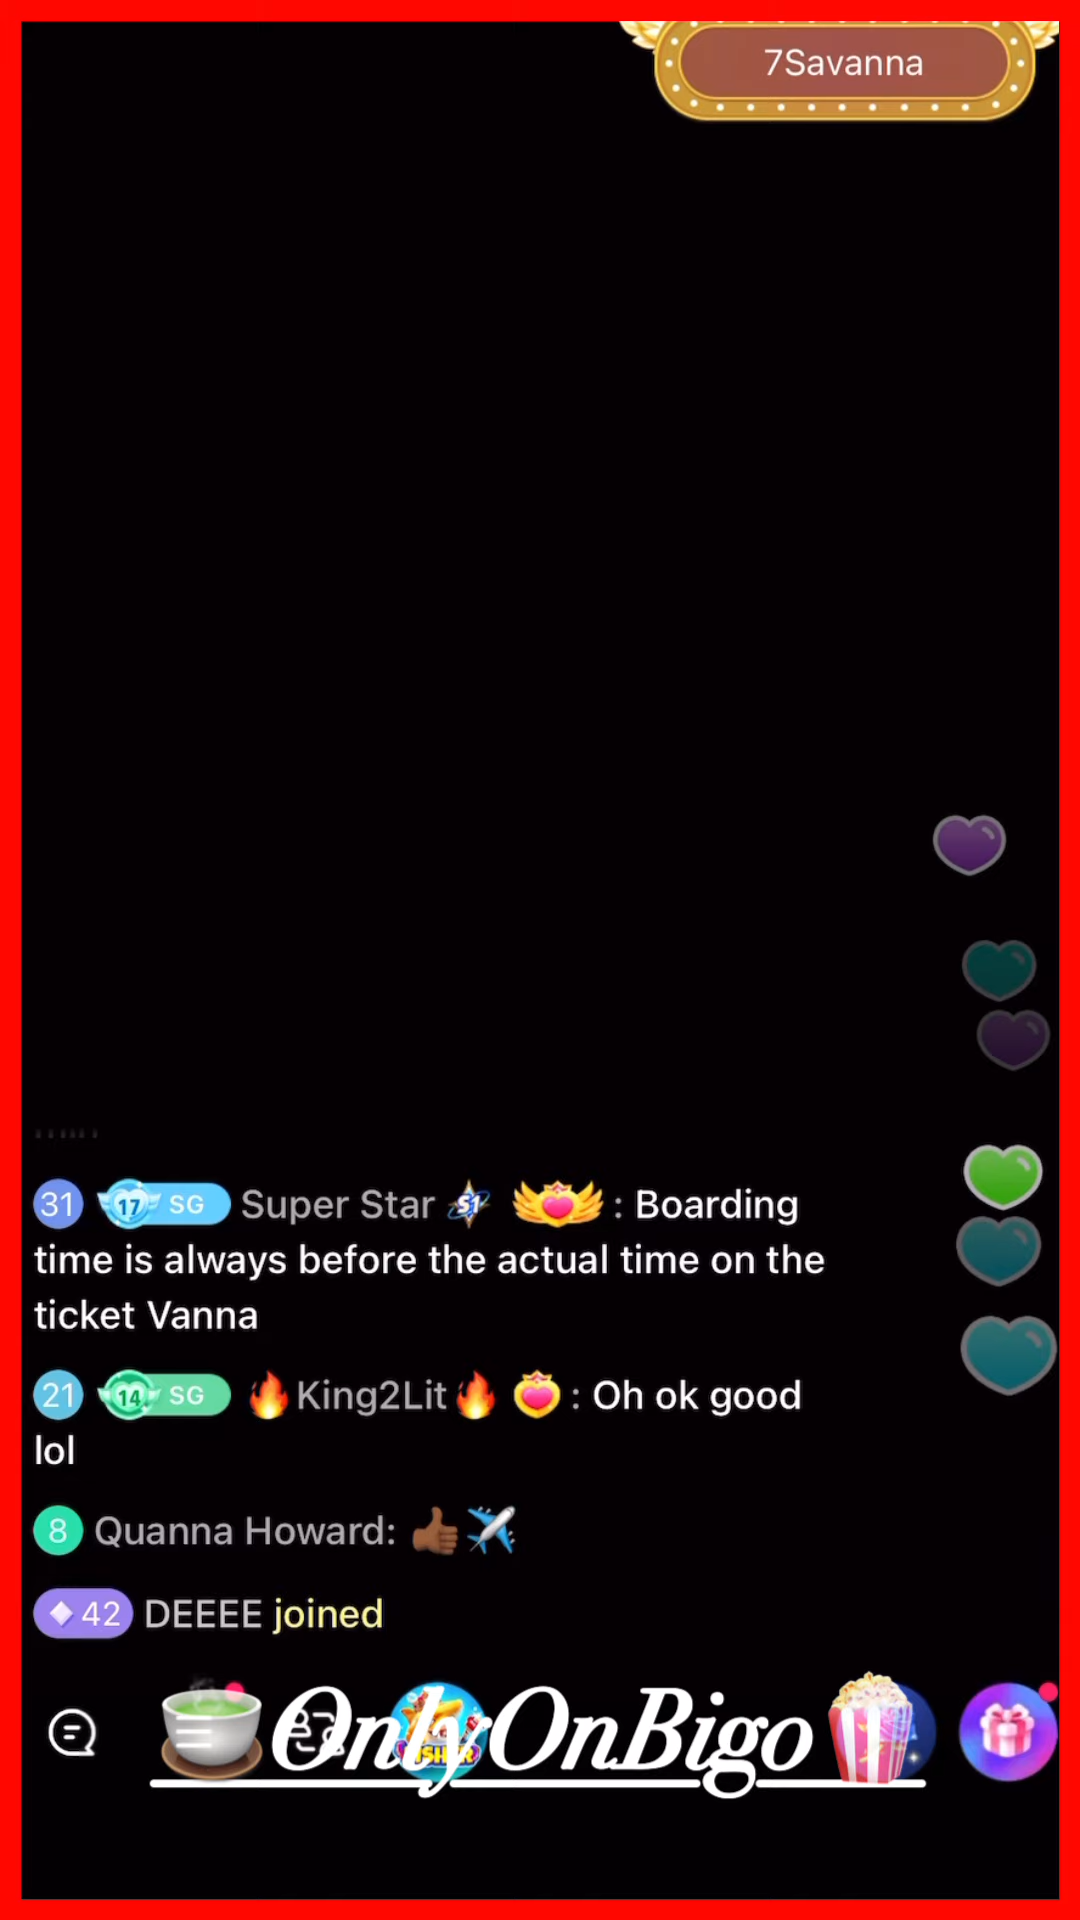 7Savanna
31 17 SG Super Star S1 : Boarding
time is always before the actual time on the
ticket Vanna
21 14 SG 🔥King2Lit🔥 : Oh ok good
lol
8 Quanna Howard: 👍🏾✈️
42 DEEEE joined
🍵OnlyOnBigo🍿